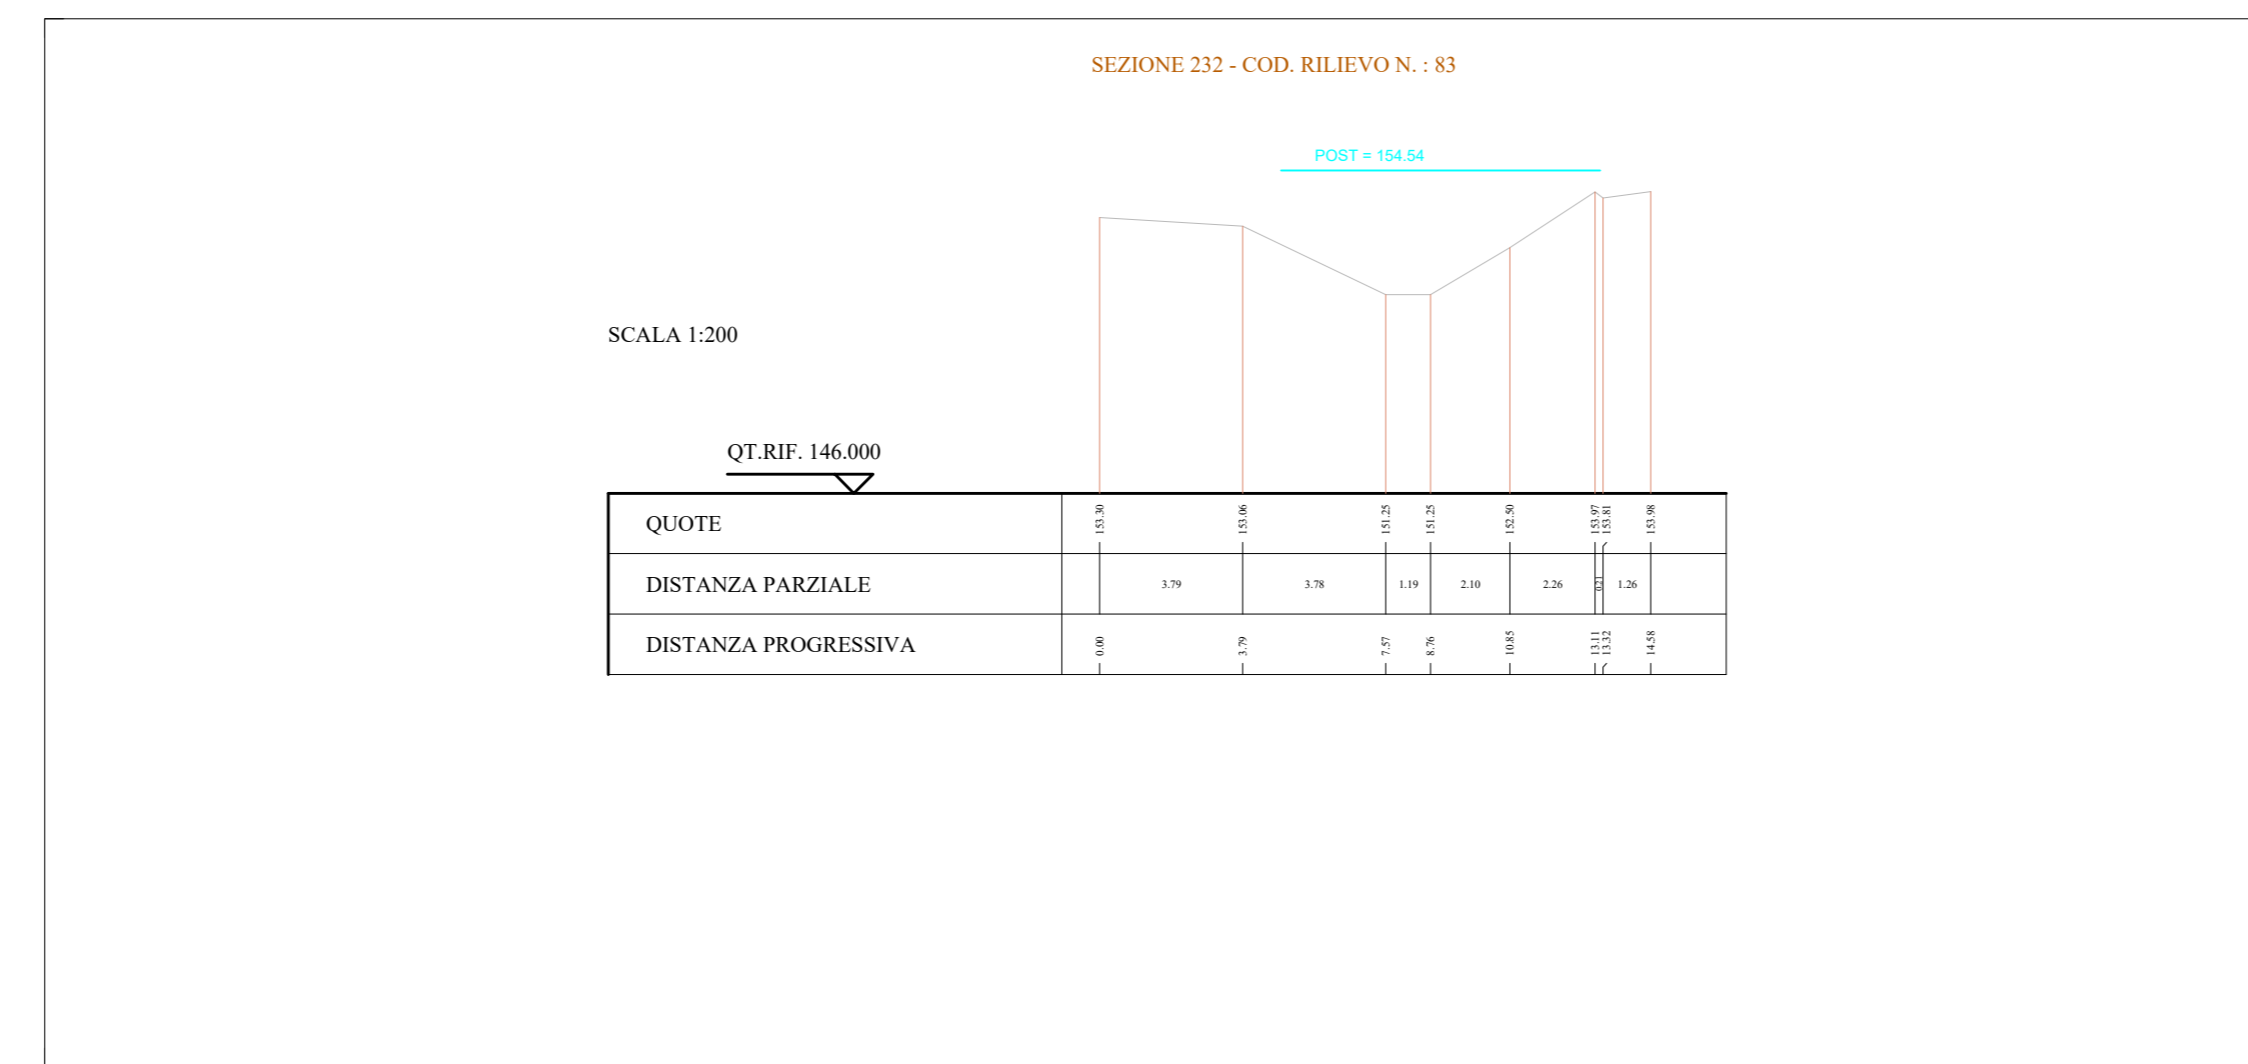 SEZIONE 232 - COD. RILIEVO N. : 83
POST = 154.54
SCALA 1:200
QT.RIF. 146.000
QUOTE 153.30 153.06 151.25 151.25 152.50 153.97 153.81 153.98
DISTANZA PARZIALE 3.79 3.78 1.19 2.10 2.26 0.21 1.26
DISTANZA PROGRESSIVA 0.00 3.79 7.57 8.76 10.85 13.11 13.32 14.58